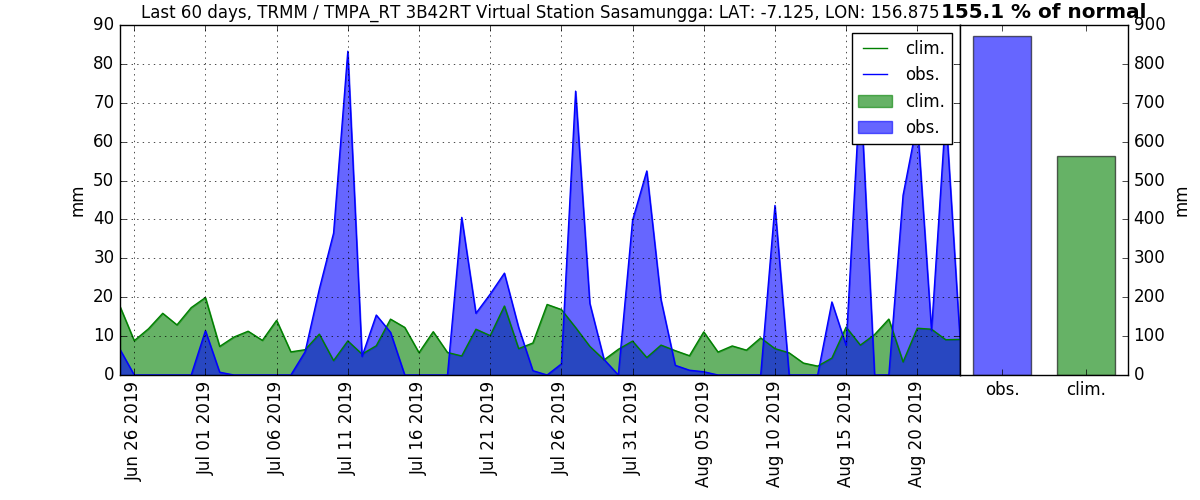 Last 60 days, TRMM / TMPA_RT 3B42RT Virtual Station Sasamungga: LAT: -7.125, LON: 156.875
155.1 % of normal
90
80
70
60
50
40
30
20
10
0
mm
clim.
obs.
clim.
obs.
Jun 26 2019
Jul 01 2019
Jul 06 2019
Jul 11 2019
Jul 16 2019
Jul 21 2019
Jul 26 2019
Jul 31 2019
Aug 05 2019
Aug 10 2019
Aug 15 2019
Aug 20 2019
900
800
700
600
500
400
300
200
100
0
mm
obs.
clim.